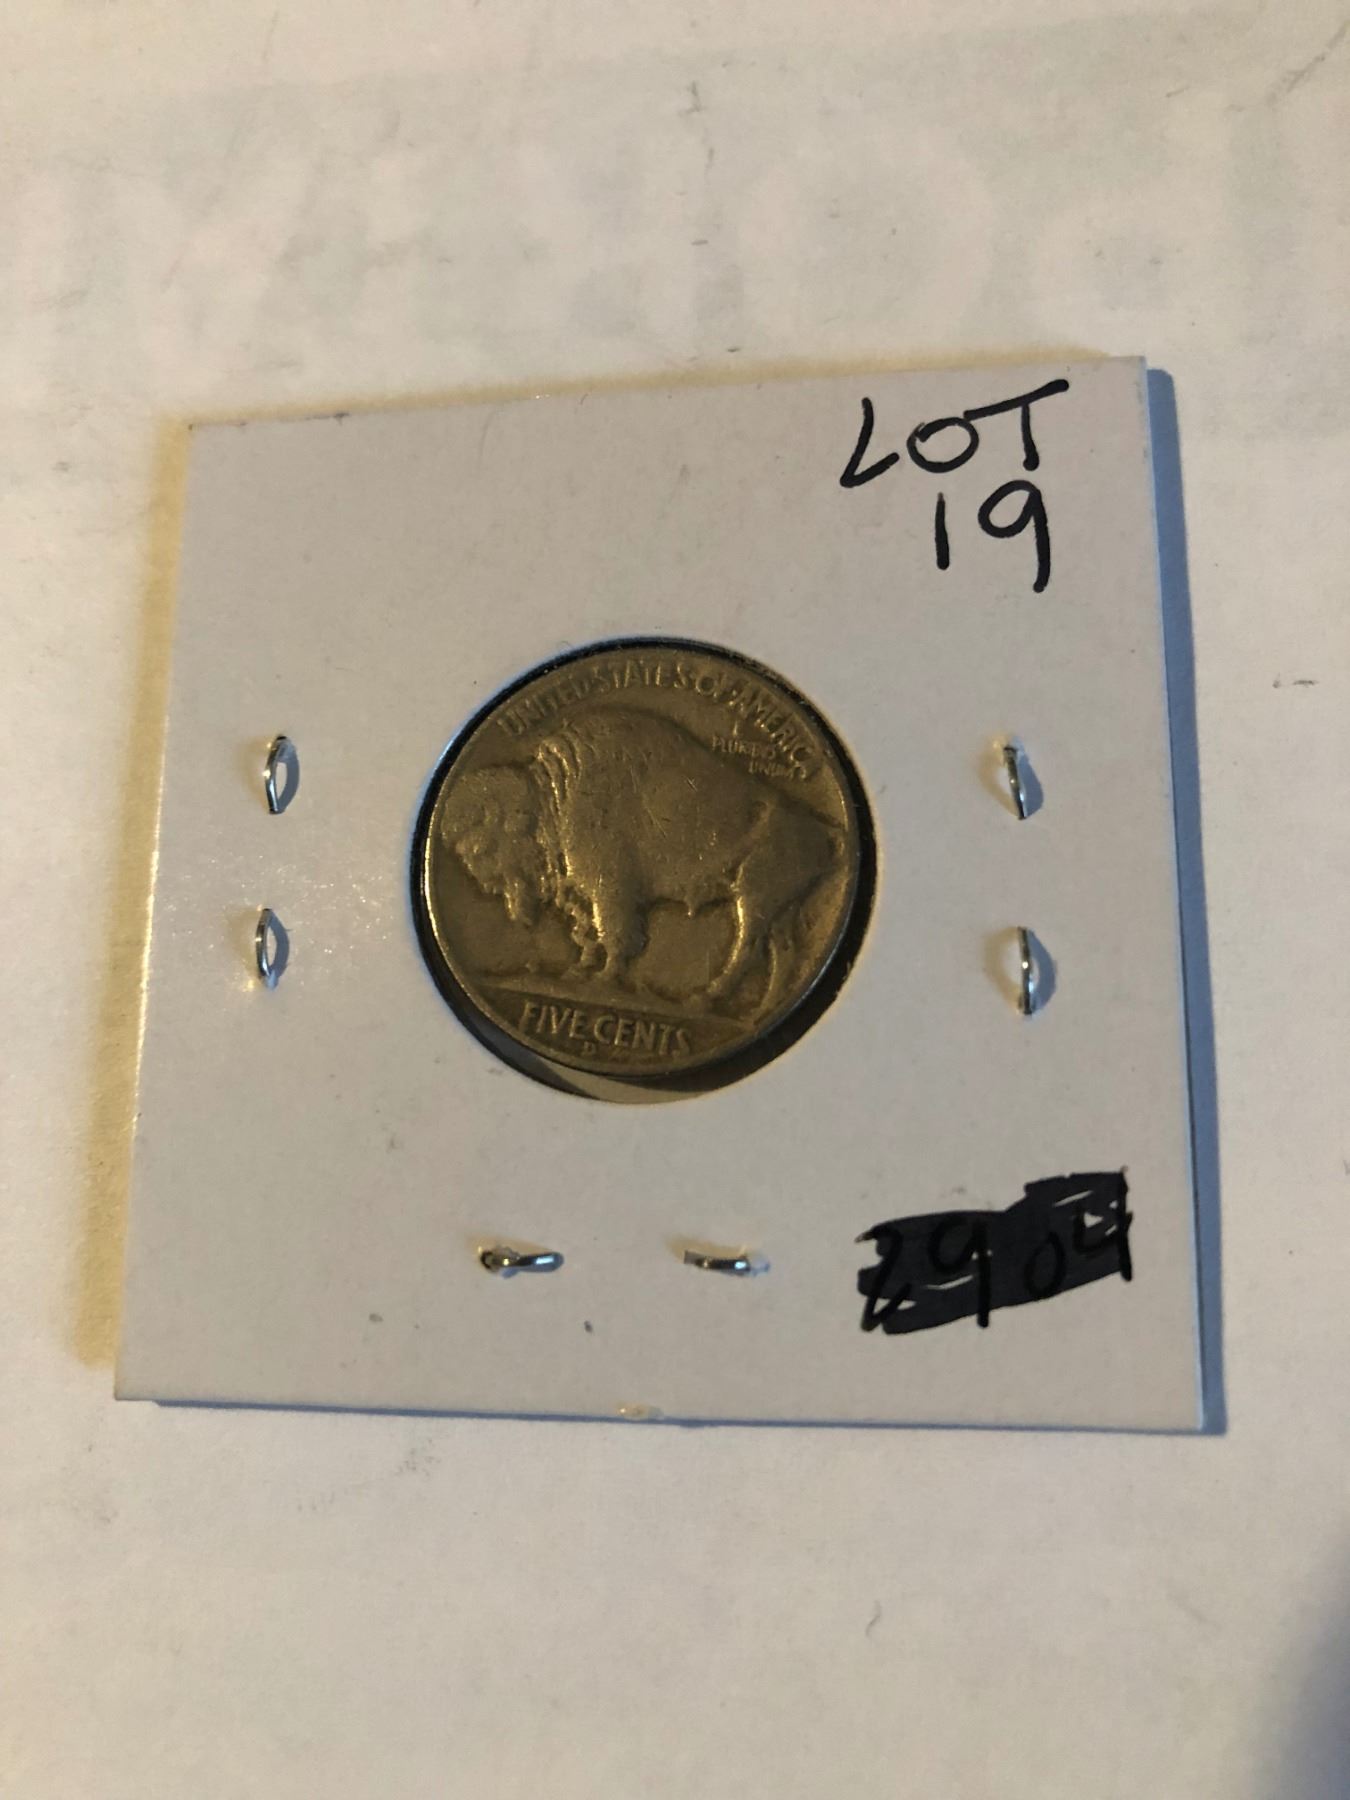 LOT
19
UNITED STATES OF AMERICA
E
PLURIBUS
UNUM
FIVE CENTS
D